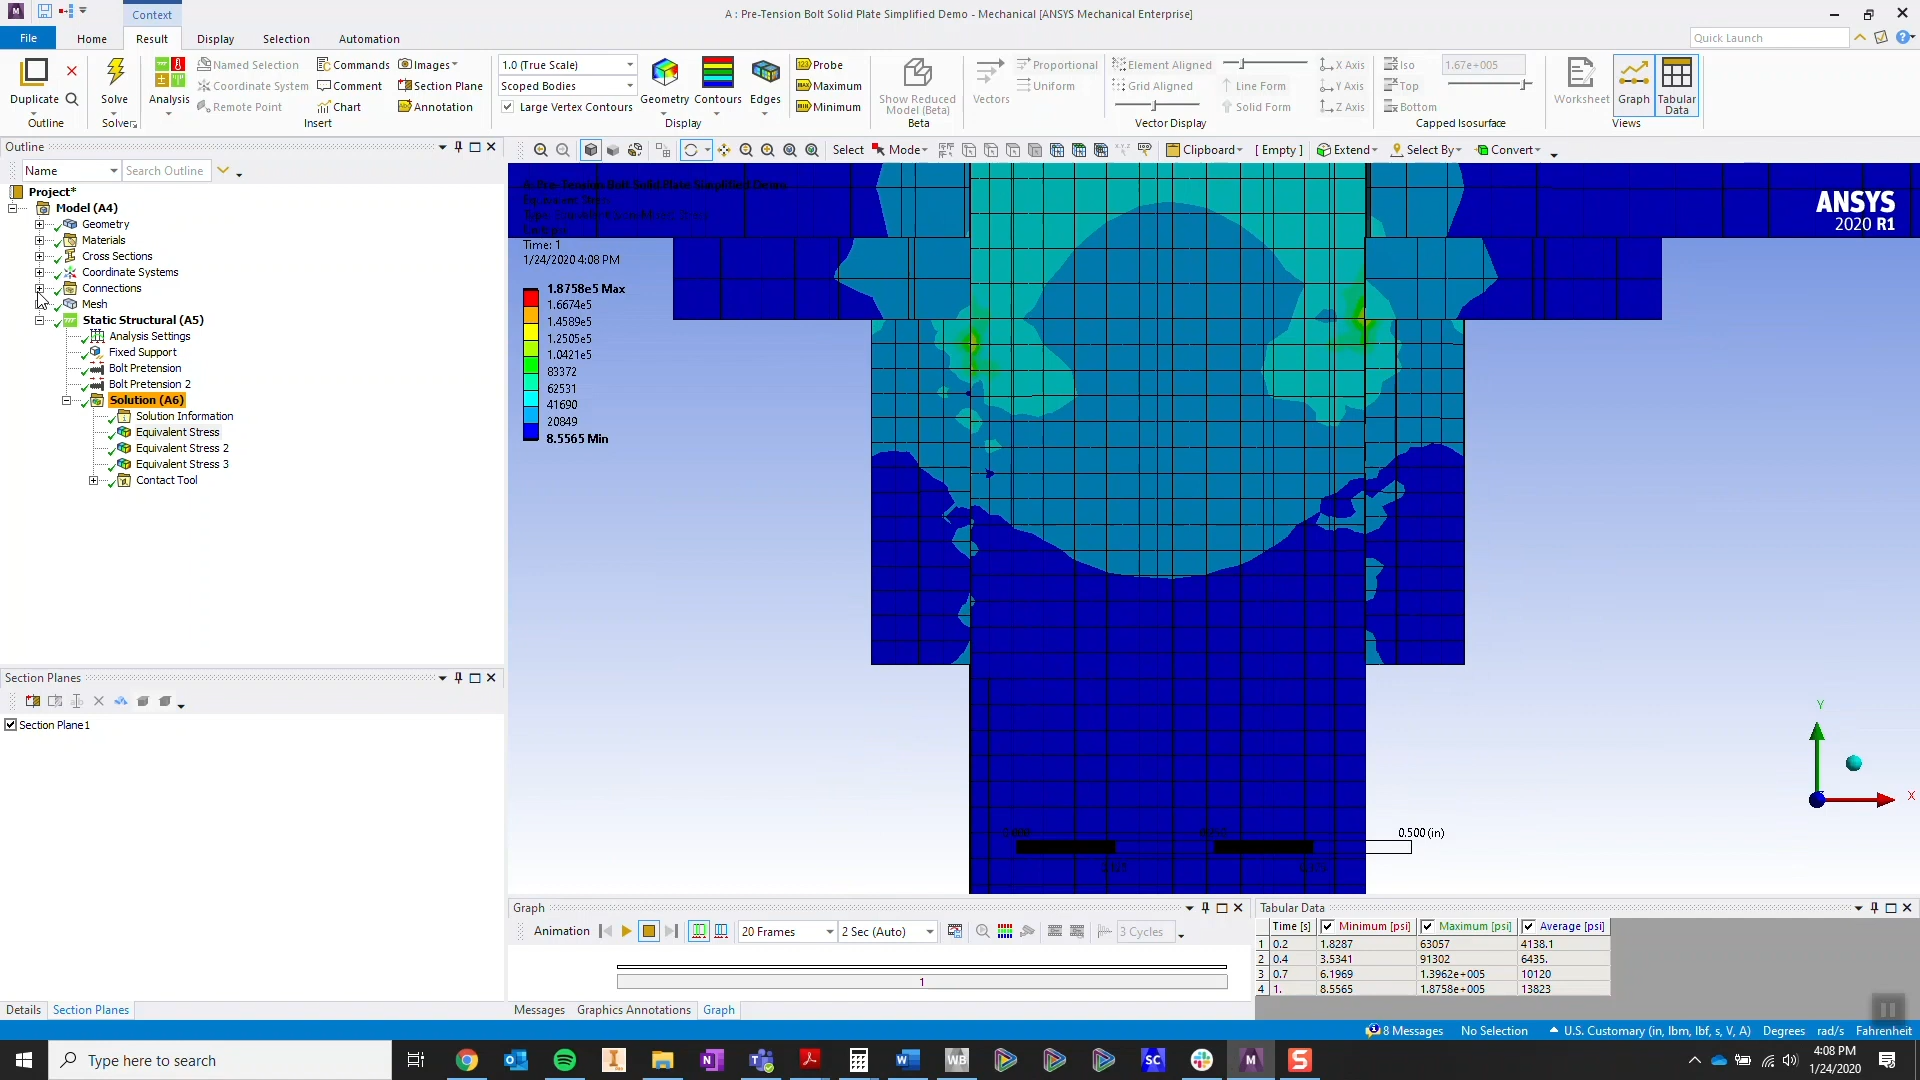 Context
A : Pre-Tension Bolt Solid Plate Simplified Demo - Mechanical [ANSYS Mechanical Enterprise]
File
Home
Result
Display
Selection
Automation
Quick Launch
Duplicate
Outline
Solve
Solver
Analysis
Named Selection
Coordinate System
Remote Point
Commands
Comment
Chart
Images
Section Plane
Annotation
Insert
1.0 (True Scale)
Scoped Bodies
Large Vertex Contours
Geometry
Contours
Edges
Display
Probe
Maximum
Minimum
Show Reduced
Model (Beta)
Beta
Vectors
Proportional
Uniform
Element Aligned
Grid Aligned
Line Form
Solid Form
X Axis
Y Axis
Z Axis
Vector Display
Iso
Top
Bottom
1.67e+005
Capped Isosurface
Worksheet
Graph
Tabular
Data
Views
Outline
Name
Search Outline
Select
Mode
Clipboard
[ Empty ]
Extend
Select By
Convert
Project*
Model (A4)
Geometry
Materials
Cross Sections
Coordinate Systems
Connections
Mesh
Static Structural (A5)
Analysis Settings
Fixed Support
Bolt Pretension
Bolt Pretension 2
Solution (A6)
Solution Information
Equivalent Stress
Equivalent Stress 2
Equivalent Stress 3
Contact Tool
A: Pre-Tension Bolt Solid Plate Simplified Demo
Equivalent Stress
Time: 1
1/24/2020 4:08 PM
1.8758e5 Max
1.6674e5
1.4589e5
1.2505e5
1.0421e5
83372
62531
41690
20849
8.5565 Min
ANSYS
2020 R1
Y
X
0.500 (in)
Section Planes
Section Plane 1
Details
Section Planes
Graph
Animation
20 Frames
2 Sec (Auto)
3 Cycles
1
Messages
Graphics Annotations
Graph
Tabular Data
Time [s] Minimum [psi] Maximum [psi] Average [psi]
1 0.2 1.8287 63057 4138.1
2 0.4 3.5341 91302 6435.
3 0.7 6.1969 1.3962e+005 10120
4 1. 8.5565 1.8758e+005 13823
8 Messages
No Selection
U.S. Customary (in, lbm, lbf, s, V, A)
Degrees
rad/s
Fahrenheit
Type here to search
4:08 PM
1/24/2020